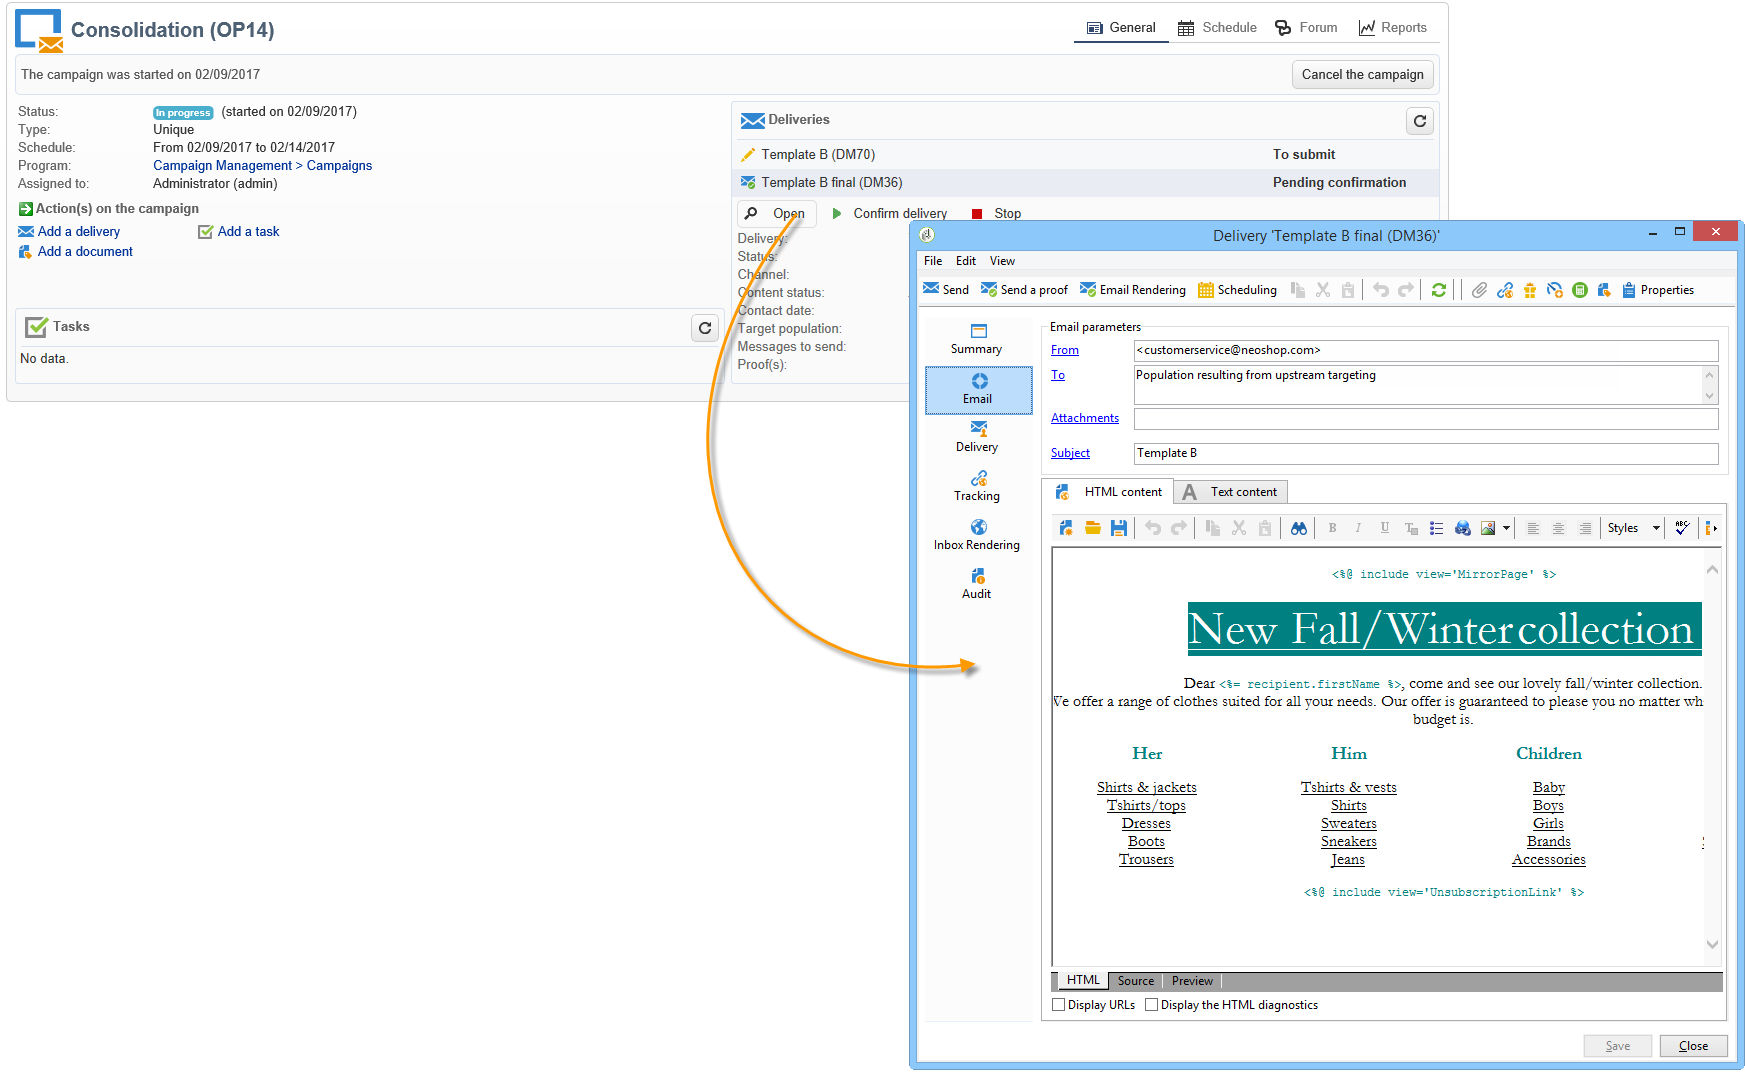 Consolidation (OP14)
General Schedule Forum Reports
The campaign was started on 02/09/2017
Cancel the campaign
Status: In progress (started on 02/09/2017)
Type: Unique
Schedule: From 02/09/2017 to 02/14/2017
Program: Campaign Management > Campaigns
Assigned to: Administrator (admin)
Action(s) on the campaign
Add a delivery Add a task
Add a document
Tasks
No data.
Deliveries
Template B (DM70) To submit
Template B final (DM36) Pending confirmation
Open Confirm delivery Stop
Delivery:
Status:
Channel:
Content status:
Contact date:
Target population:
Messages to send:
Proof(s):
Delivery 'Template B final (DM36)'
File Edit View
Send Send a proof Email Rendering Scheduling Properties
Summary
Email
Delivery
Tracking
Inbox Rendering
Audit
Email parameters
From <customerservice@neoshop.com>
To Population resulting from upstream targeting
Attachments
Subject Template B
HTML content A Text content
B I U T Styles ABC
<%@ include view='MirrorPage' %>
New Fall/Winter collection
Dear <%= recipient.firstName %>, come and see our lovely fall/winter collection.
We offer a range of clothes suited for all your needs. Our offer is guaranteed to please you no matter wh
budget is.
Her Him Children
Shirts & jackets Tshirts & vests Baby
Tshirts/tops Shirts Boys
Dresses Sweaters Girls
Boots Sneakers Brands
Trousers Jeans Accessories
<%@ include view='UnsubscriptionLink' %>
HTML Source Preview
Display URLs Display the HTML diagnostics
Save Close